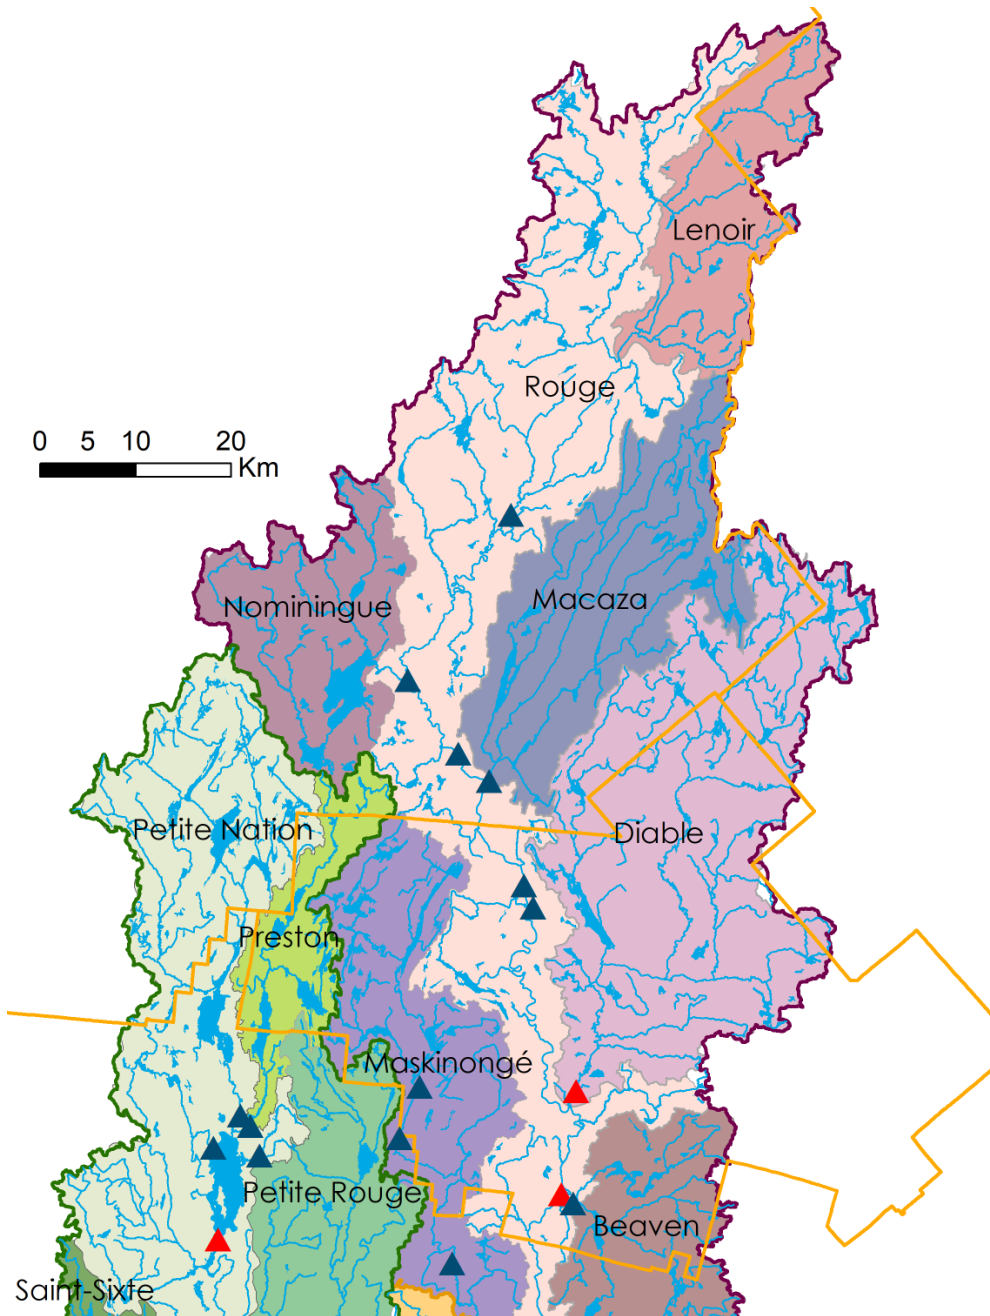 Lenoir
Rouge
0 5 10 20
Km
Nominingue
Macaza
Petite Nation
Diable
Preston
Maskinongé
Petite Rouge
Beaven
Saint-Sixte